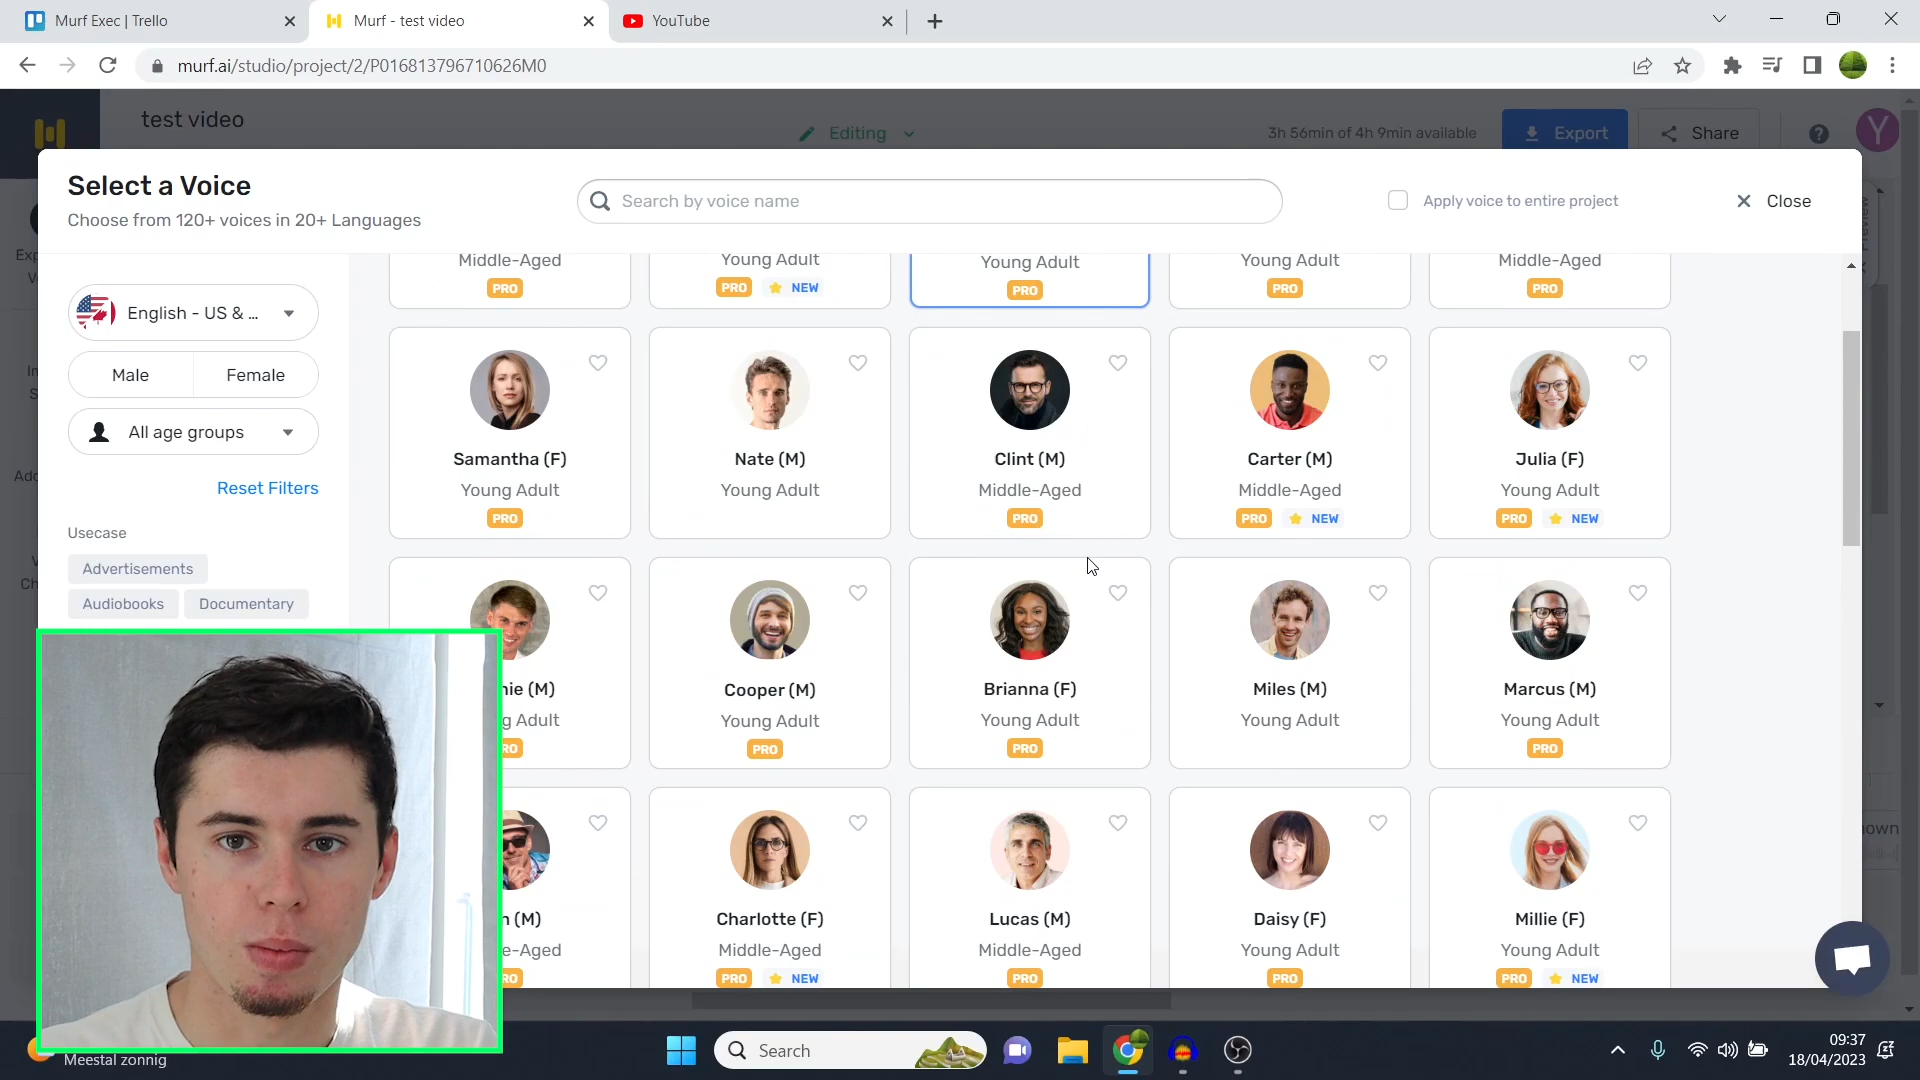 Murf Exec | Trello
Murf - test video
YouTube
murf.ai/studio/project/2/P016813796710626M0
test video
Editing
3h 56min of 4h 9min available
Export
Share
Y
Select a Voice
Choose from 120+ voices in 20+ Languages
Search by voice name
Apply voice to entire project
Close
English - US & ...
Male
Female
All age groups
Reset Filters
Usecase
Advertisements
Audiobooks
Documentary
Middle-Aged
PRO
Young Adult
PRO
NEW
Young Adult
PRO
Young Adult
PRO
Middle-Aged
PRO
Samantha (F)
Young Adult
PRO
Nate (M)
Young Adult
Clint (M)
Middle-Aged
PRO
Carter (M)
Middle-Aged
PRO
NEW
Julia (F)
Young Adult
PRO
NEW
nie (M)
g Adult
RO
Cooper (M)
Young Adult
PRO
Brianna (F)
Young Adult
PRO
Miles (M)
Young Adult
Marcus (M)
Young Adult
PRO
(M)
e-Aged
RO
Charlotte (F)
Middle-Aged
PRO
NEW
Lucas (M)
Middle-Aged
PRO
Daisy (F)
Young Adult
PRO
Millie (F)
Young Adult
PRO
NEW
Meestal zonnig
Search
09:37
18/04/2023